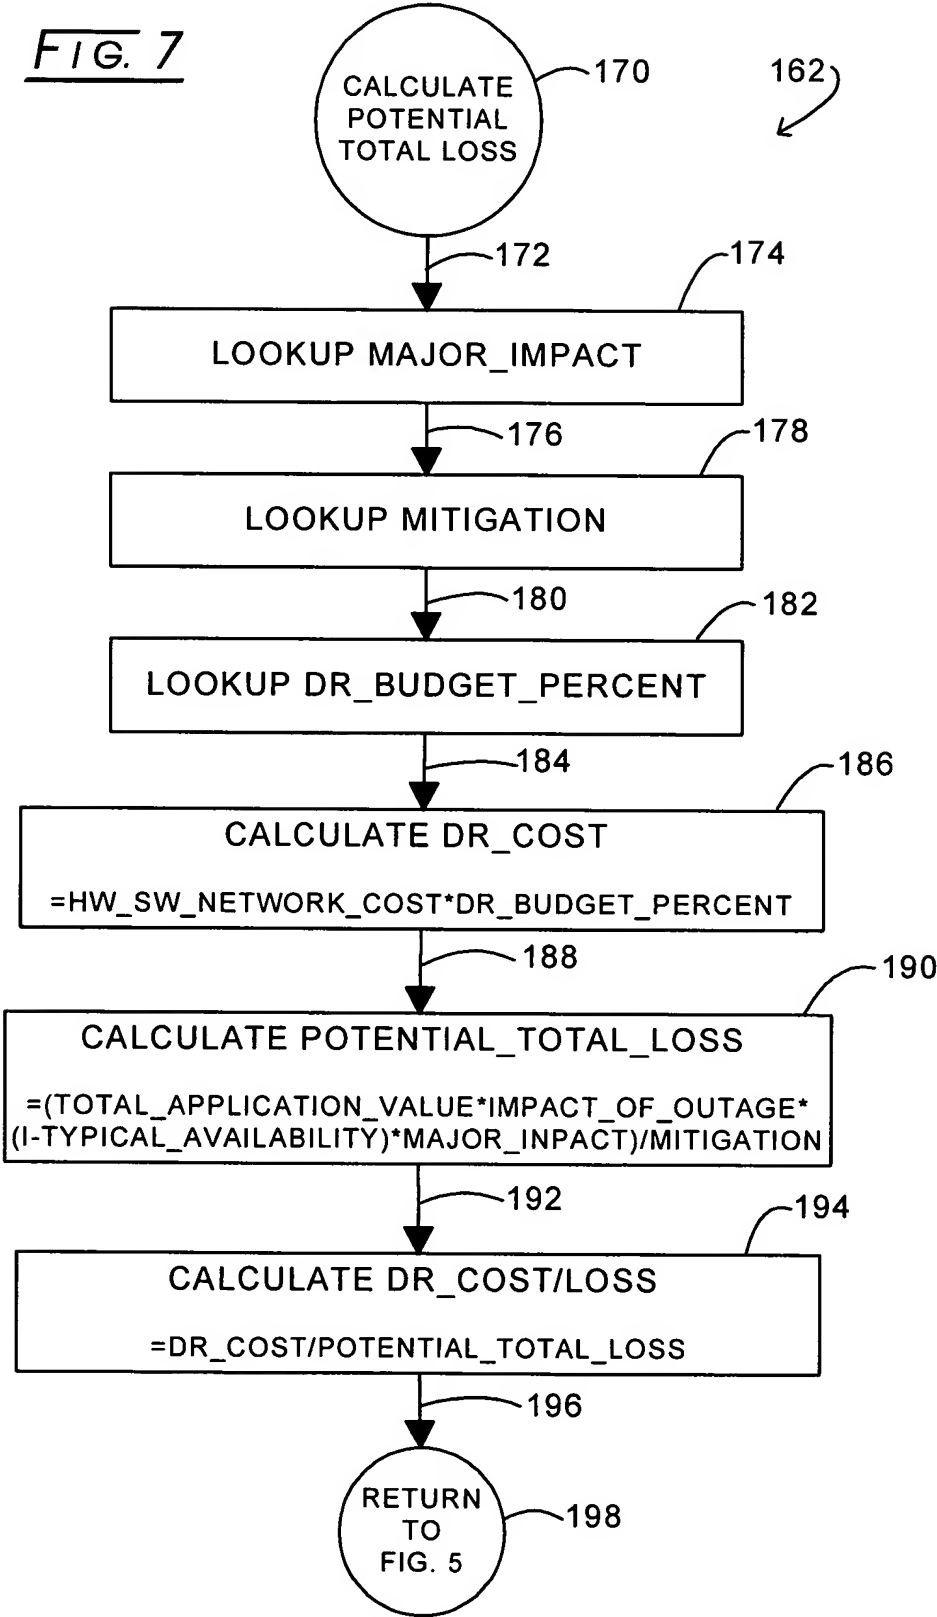 FIG. 7
170
162
CALCULATE
POTENTIAL
TOTAL LOSS
172
174
LOOKUP MAJOR_IMPACT
176
178
LOOKUP MITIGATION
180
182
LOOKUP DR_BUDGET_PERCENT
184
186
CALCULATE DR_COST
=HW_SW_NETWORK_COST*DR_BUDGET_PERCENT
188
190
CALCULATE POTENTIAL_TOTAL_LOSS
=(TOTAL_APPLICATION_VALUE*IMPACT_OF_OUTAGE*
(I-TYPICAL_AVAILABILITY)*MAJOR_INPACT)/MITIGATION
192
194
CALCULATE DR_COST/LOSS
=DR_COST/POTENTIAL_TOTAL_LOSS
196
RETURN
TO
FIG. 5
198